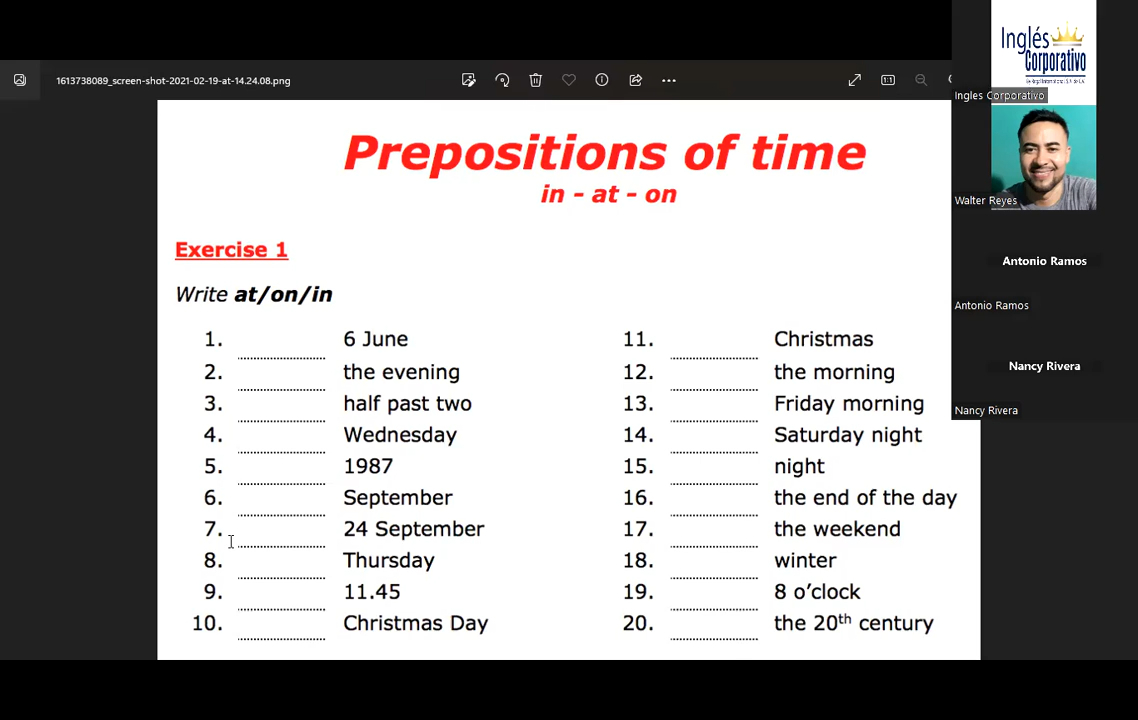 1613738089_screen-shot-2021-02-19-at-14.24.08.png
1:1
Inglés
Corporativo
Ingles Corporativo
Walter Reyes
Antonio Ramos
Antonio Ramos
Nancy Rivera
Nancy Rivera
Prepositions of time
in - at - on
Exercise 1
Write at/on/in
1. 6 June
2. the evening
3. half past two
4. Wednesday
5. 1987
6. September
7. 24 September
8. Thursday
9. 11.45
10. Christmas Day
11. Christmas
12. the morning
13. Friday morning
14. Saturday night
15. night
16. the end of the day
17. the weekend
18. winter
19. 8 o’clock
20. the 20th century